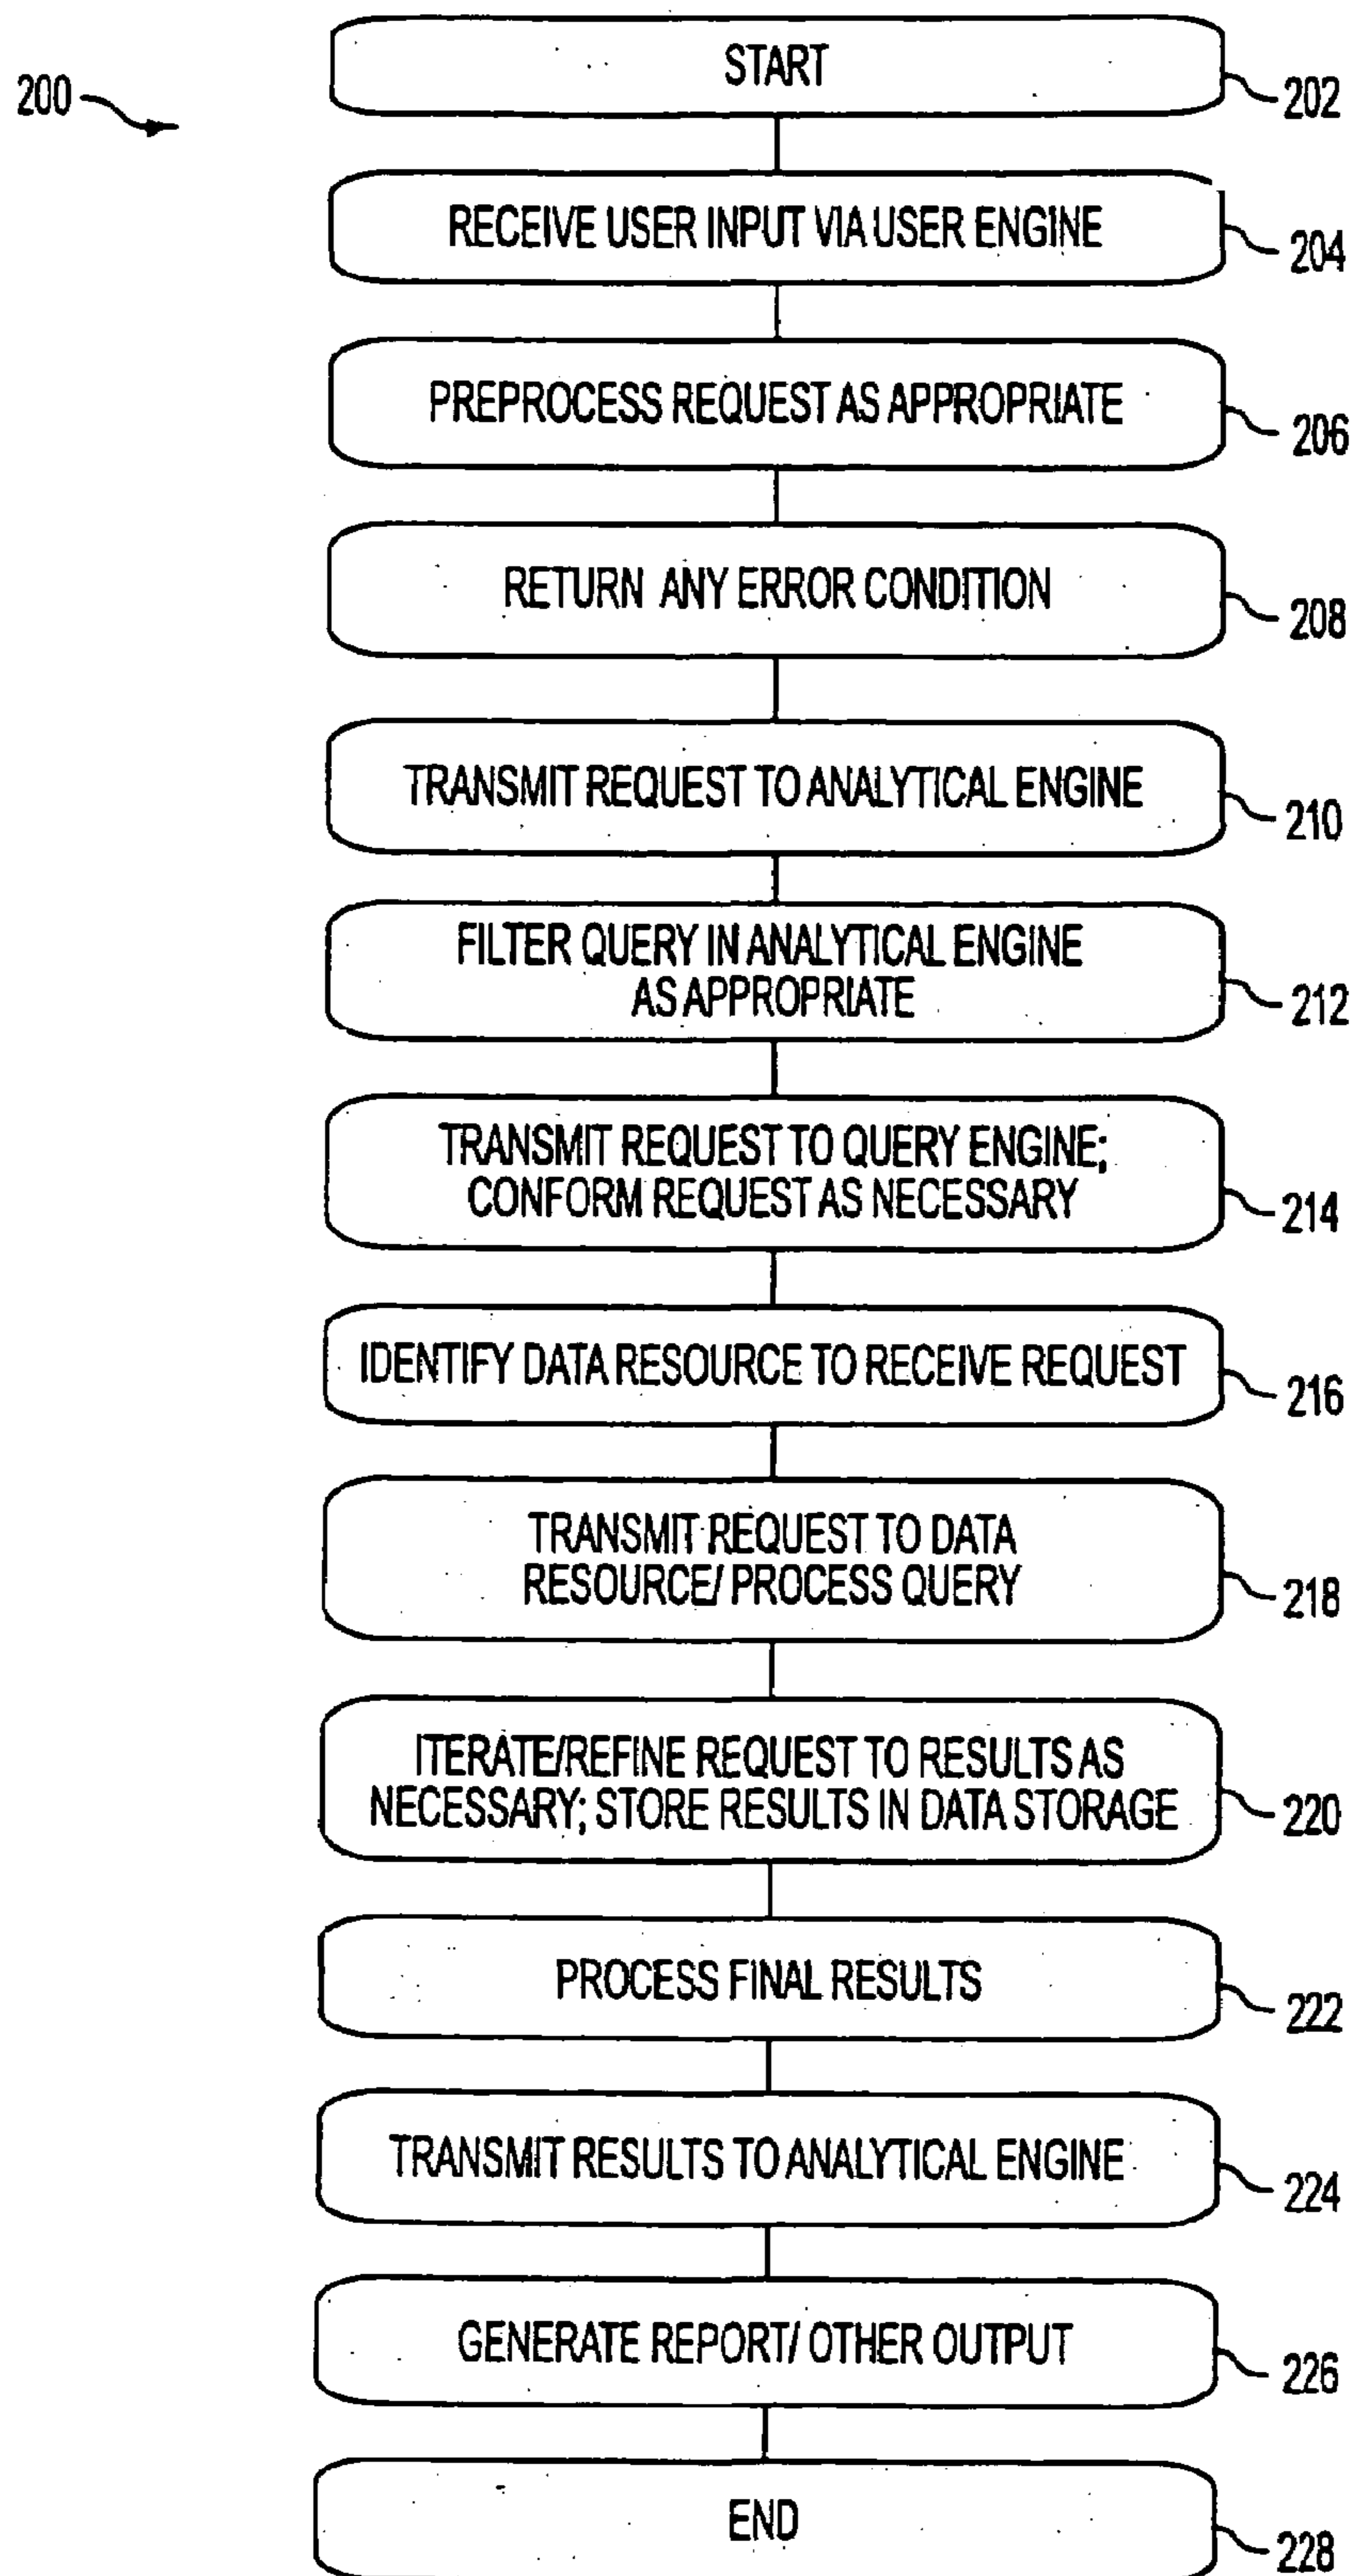 200
START
202
RECEIVE USER INPUT VIA USER ENGINE
204
PREPROCESS REQUEST AS APPROPRIATE
206
RETURN ANY ERROR CONDITION
208
TRANSMIT REQUEST TO ANALYTICAL ENGINE
210
FILTER QUERY IN ANALYTICAL ENGINE
AS APPROPRIATE
212
TRANSMIT REQUEST TO QUERY ENGINE;
CONFORM REQUEST AS NECESSARY
214
IDENTIFY DATA RESOURCE TO RECEIVE REQUEST
216
TRANSMIT REQUEST TO DATA
RESOURCE/ PROCESS QUERY
218
ITERATE/REFINE REQUEST TO RESULTS AS
NECESSARY; STORE RESULTS IN DATA STORAGE
220
PROCESS FINAL RESULTS
222
TRANSMIT RESULTS TO ANALYTICAL ENGINE
224
GENERATE REPORT/ OTHER OUTPUT
226
END
228